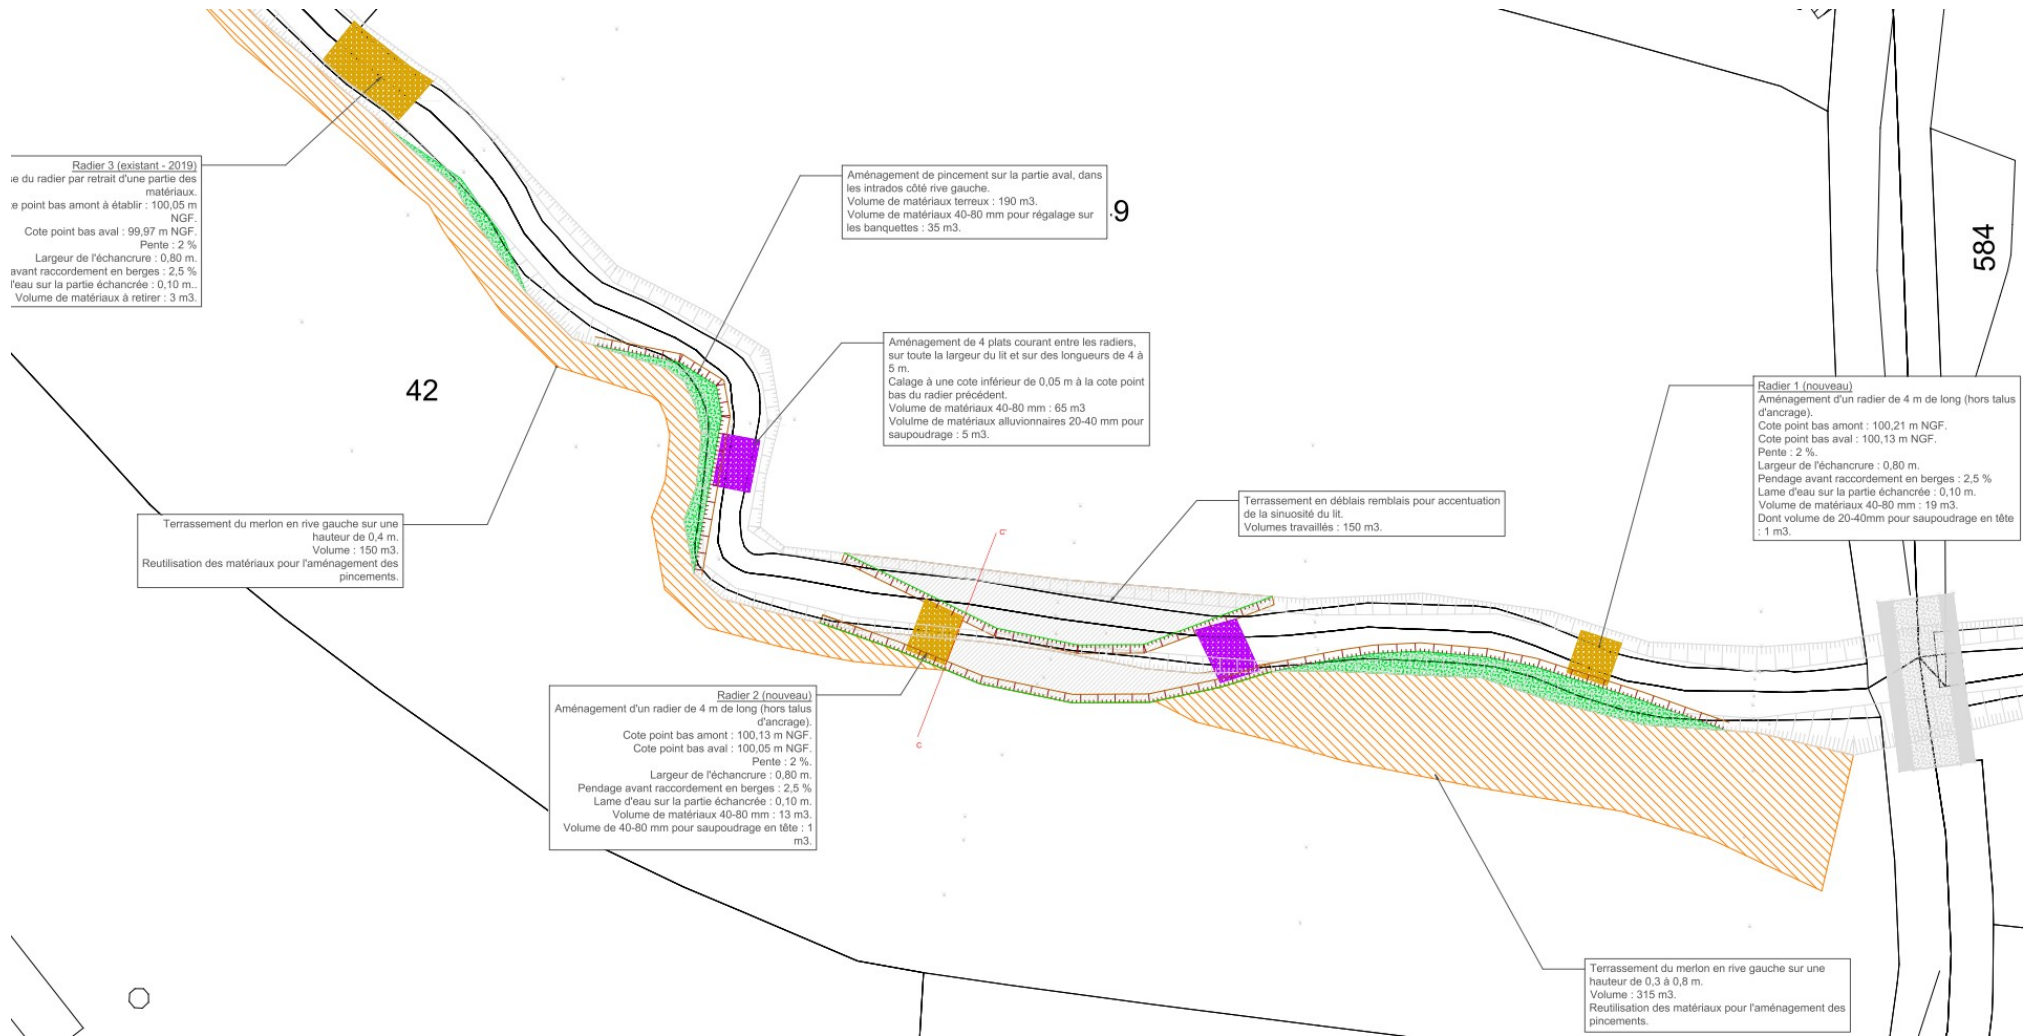 Radier 3 (existant - 2019)
du radier par retrait d'une partie des
matériaux.
point bas amont à établir : 100,05 m
NGF.
Cote point bas aval : 99,97 m NGF.
Pente : 2 %
Largeur de l'échancrure : 0,80 m.
avant raccordement en berges : 2,5 %
l'eau sur la partie échancrée : 0,10 m..
Volume de matériaux à retirer : 3 m3.
Aménagement de pincement sur la partie aval, dans
les intrados côté rive gauche.
Volume de matériaux terreux : 190 m3.
Volume de matériaux 40-80 mm pour régalage sur
les banquettes : 35 m3.
9
584
42
Aménagement de 4 plats courant entre les radiers,
sur toute la largeur du lit et sur des longueurs de 4 à
5 m.
Calage à une cote inférieur de 0,05 m à la cote point
bas du radier précédent.
Volume de matériaux 40-80 mm : 65 m3
Volulme de matériaux alluvionnaires 20-40 mm pour
saupoudrage : 5 m3.
Radier 1 (nouveau)
Aménagement d'un radier de 4 m de long (hors talus
d'ancrage).
Cote point bas amont : 100,21 m NGF.
Cote point bas aval : 100,13 m NGF.
Pente : 2 %.
Largeur de l'échancrure : 0,80 m.
Pendage avant raccordement en berges : 2,5 %
Lame d'eau sur la partie échancrée : 0,10 m.
Volume de matériaux 40-80 mm : 19 m3.
Dont volume de 20-40mm pour saupoudrage en tête
: 1 m3.
Terrassement en déblais remblais pour accentuation
de la sinuosité du lit.
Volumes travaillés : 150 m3.
Terrassement du merlon en rive gauche sur une
hauteur de 0,4 m.
Volume : 150 m3.
Reutilisation des matériaux pour l'aménagement des
pincements.
C'
C
Radier 2 (nouveau)
Aménagement d'un radier de 4 m de long (hors talus
d'ancrage).
Cote point bas amont : 100,13 m NGF.
Cote point bas aval : 100,05 m NGF.
Pente : 2 %.
Largeur de l'échancrure : 0,80 m.
Pendage avant raccordement en berges : 2,5 %
Lame d'eau sur la partie échancrée : 0,10 m.
Volume de matériaux 40-80 mm : 13 m3.
Volume de 40-80 mm pour saupoudrage en tête : 1
m3.
Terrassement du merlon en rive gauche sur une
hauteur de 0,3 à 0,8 m.
Volume : 315 m3.
Reutilisation des matériaux pour l'aménagement des
pincements.